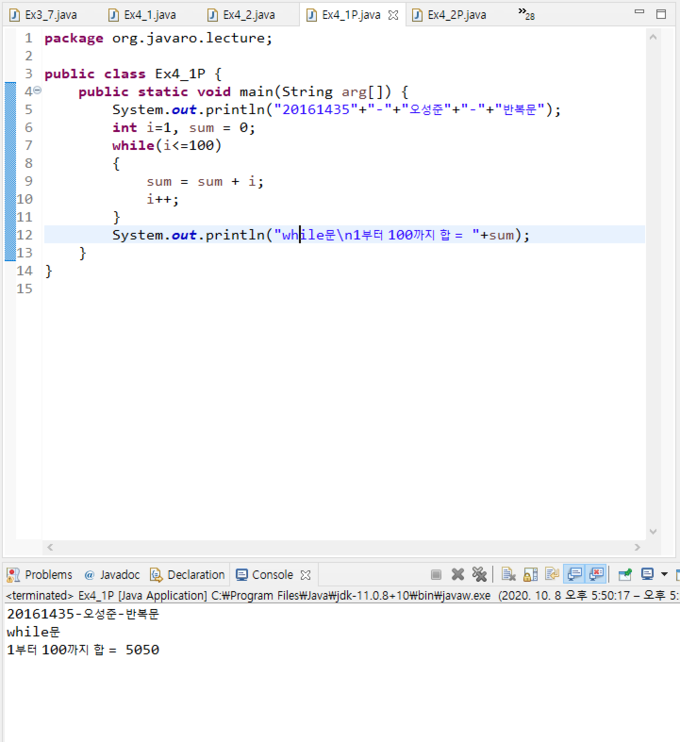 Ex3_7.java Ex4_1.java Ex4_2.java Ex4_1P.java Ex4_2P.java »28
1 package org.javaro.lecture;
2
3 public class Ex4_1P {
4 public static void main(String arg[]) {
5 System.out.println("20161435"+"-"+"오성준"+"-"+"반복문");
6 int i=1, sum = 0;
7 while(i<=100)
8 {
9 sum = sum + i;
10 i++;
11 }
12 System.out.println("while문\n1부터 100까지 합 = "+sum);
13 }
14 }
15
Problems @ Javadoc Declaration Console
<terminated> Ex4_1P [Java Application] C:₩Program Files₩Java₩jdk-11.0.8+10₩bin₩javaw.exe (2020. 10. 8 오후 5:50:17 – 오후 5:
20161435-오성준-반복문
while문
1부터 100까지 합 = 5050